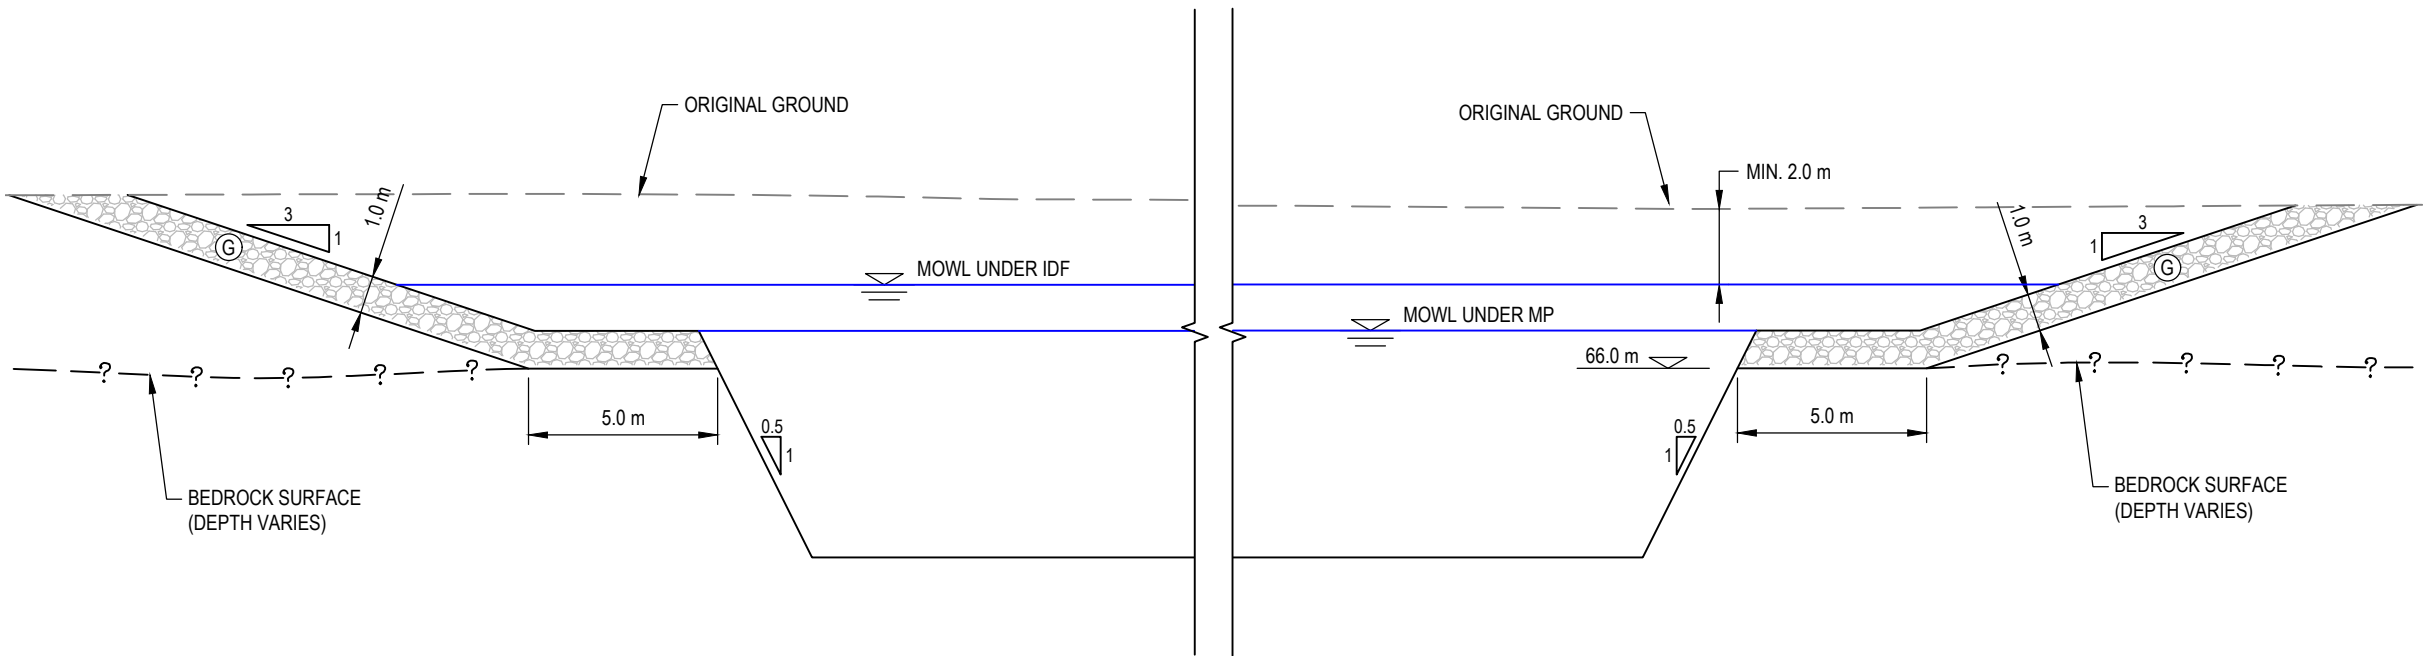 ORIGINAL GROUND
ORIGINAL GROUND
MIN. 2.0 m
1.0 m
3
1
G
1.0 m
3
1
G
MOWL UNDER IDF
MOWL UNDER MP
66.0 m
? ? ? ? ?
? ? ? ? ?
5.0 m
0.5
1
0.5
1
5.0 m
BEDROCK SURFACE
(DEPTH VARIES)
BEDROCK SURFACE
(DEPTH VARIES)